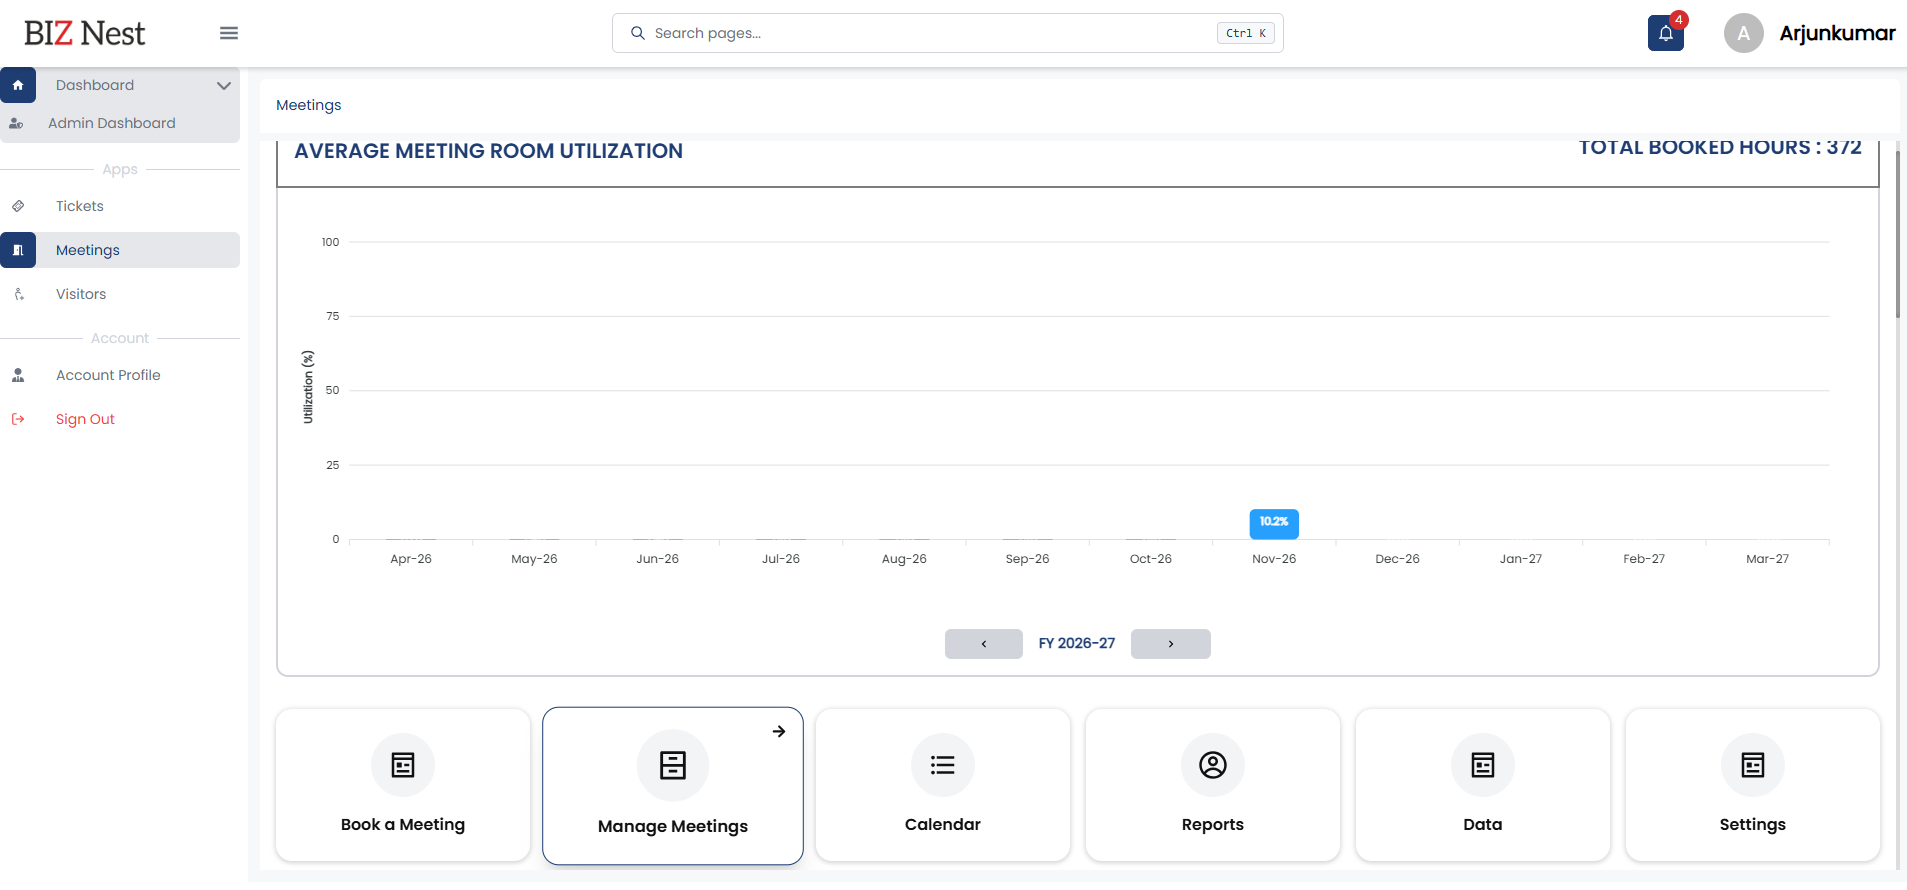 BIZ Nest
Search pages...
Ctrl K
4
A
Arjunkumar
Dashboard
Admin Dashboard
Apps
Tickets
Meetings
Visitors
Account
Account Profile
Sign Out
Meetings
AVERAGE MEETING ROOM UTILIZATION
TOTAL BOOKED HOURS : 372
Utilization (%)
100
75
50
25
0
10.2%
Apr-26 May-26 Jun-26 Jul-26 Aug-26 Sep-26 Oct-26 Nov-26 Dec-26 Jan-27 Feb-27 Mar-27
FY 2026-27
Book a Meeting
Manage Meetings
Calendar
Reports
Data
Settings